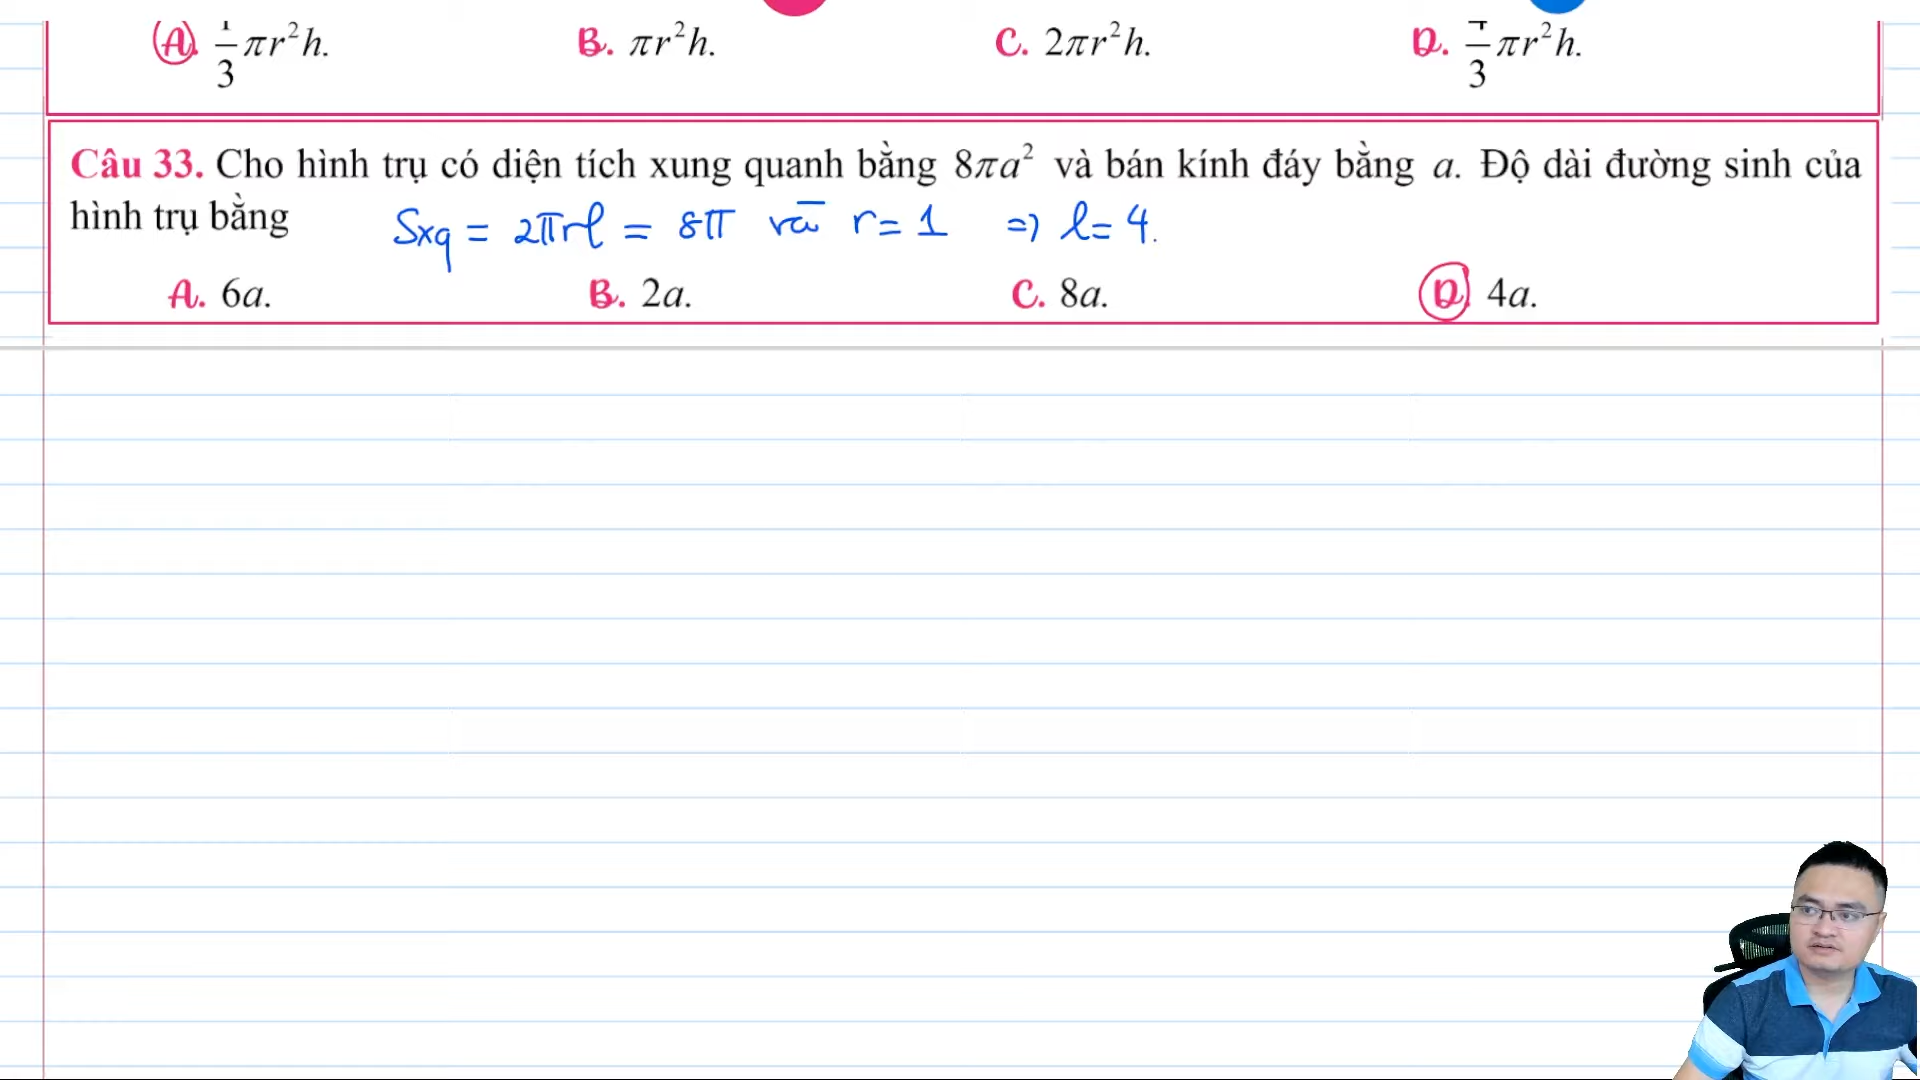 A. 1/3 πr²h. B. πr²h. C. 2πr²h. D. 4/3 πr²h.
Câu 33. Cho hình trụ có diện tích xung quanh bằng 8πa² và bán kính đáy bằng a. Độ dài đường sinh của
hình trụ bằng
Sxq = 2πrl = 8π và r = 1 => l = 4.
A. 6a. B. 2a. C. 8a. D. 4a.